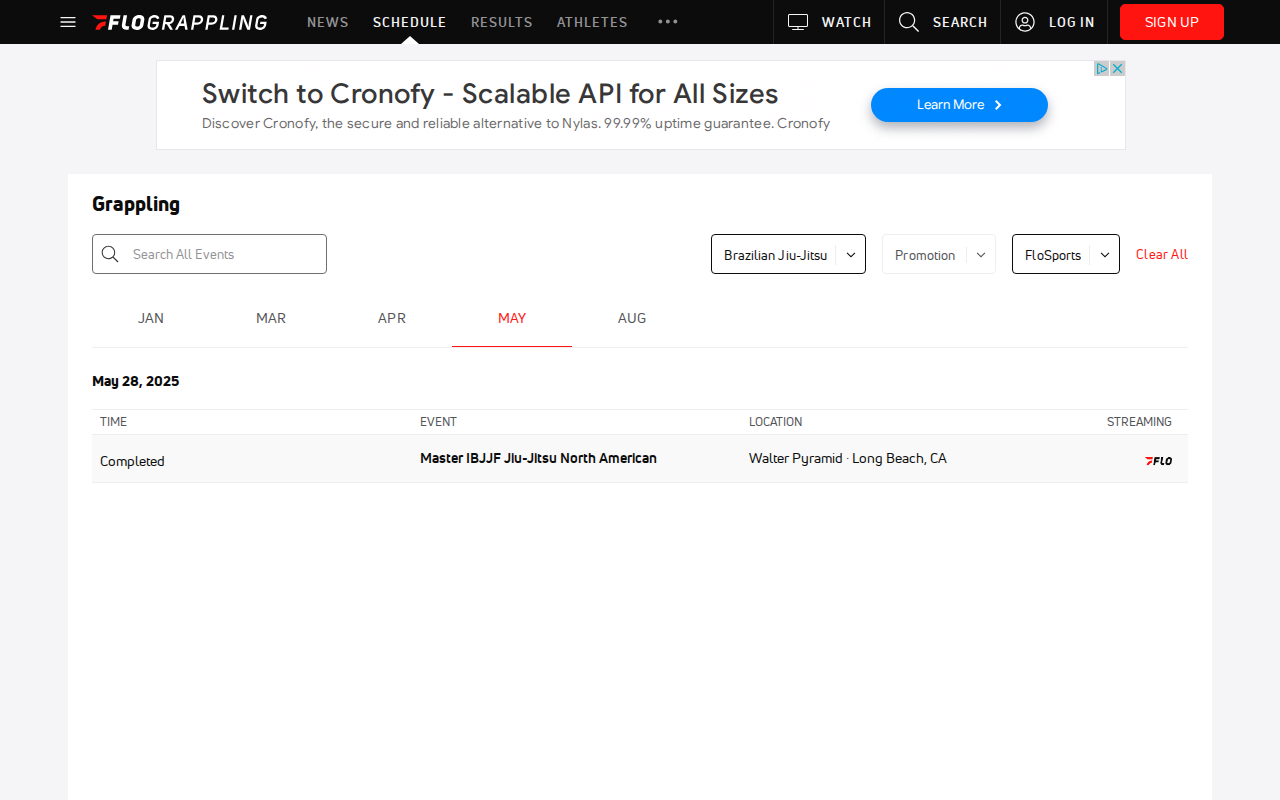 FLOGRAPPLING NEWS SCHEDULE RESULTS ATHLETES WATCH SEARCH LOG IN SIGN UP
Switch to Cronofy - Scalable API for All Sizes
Discover Cronofy, the secure and reliable alternative to Nylas. 99.99% uptime guarantee. Cronofy
Learn More
Grappling
Search All Events Brazilian Jiu-Jitsu Promotion FloSports Clear All
JAN MAR APR MAY AUG
May 28, 2025
TIME EVENT LOCATION STREAMING
Completed Master IBJJF Jiu-Jitsu North American Walter Pyramid · Long Beach, CA FLO